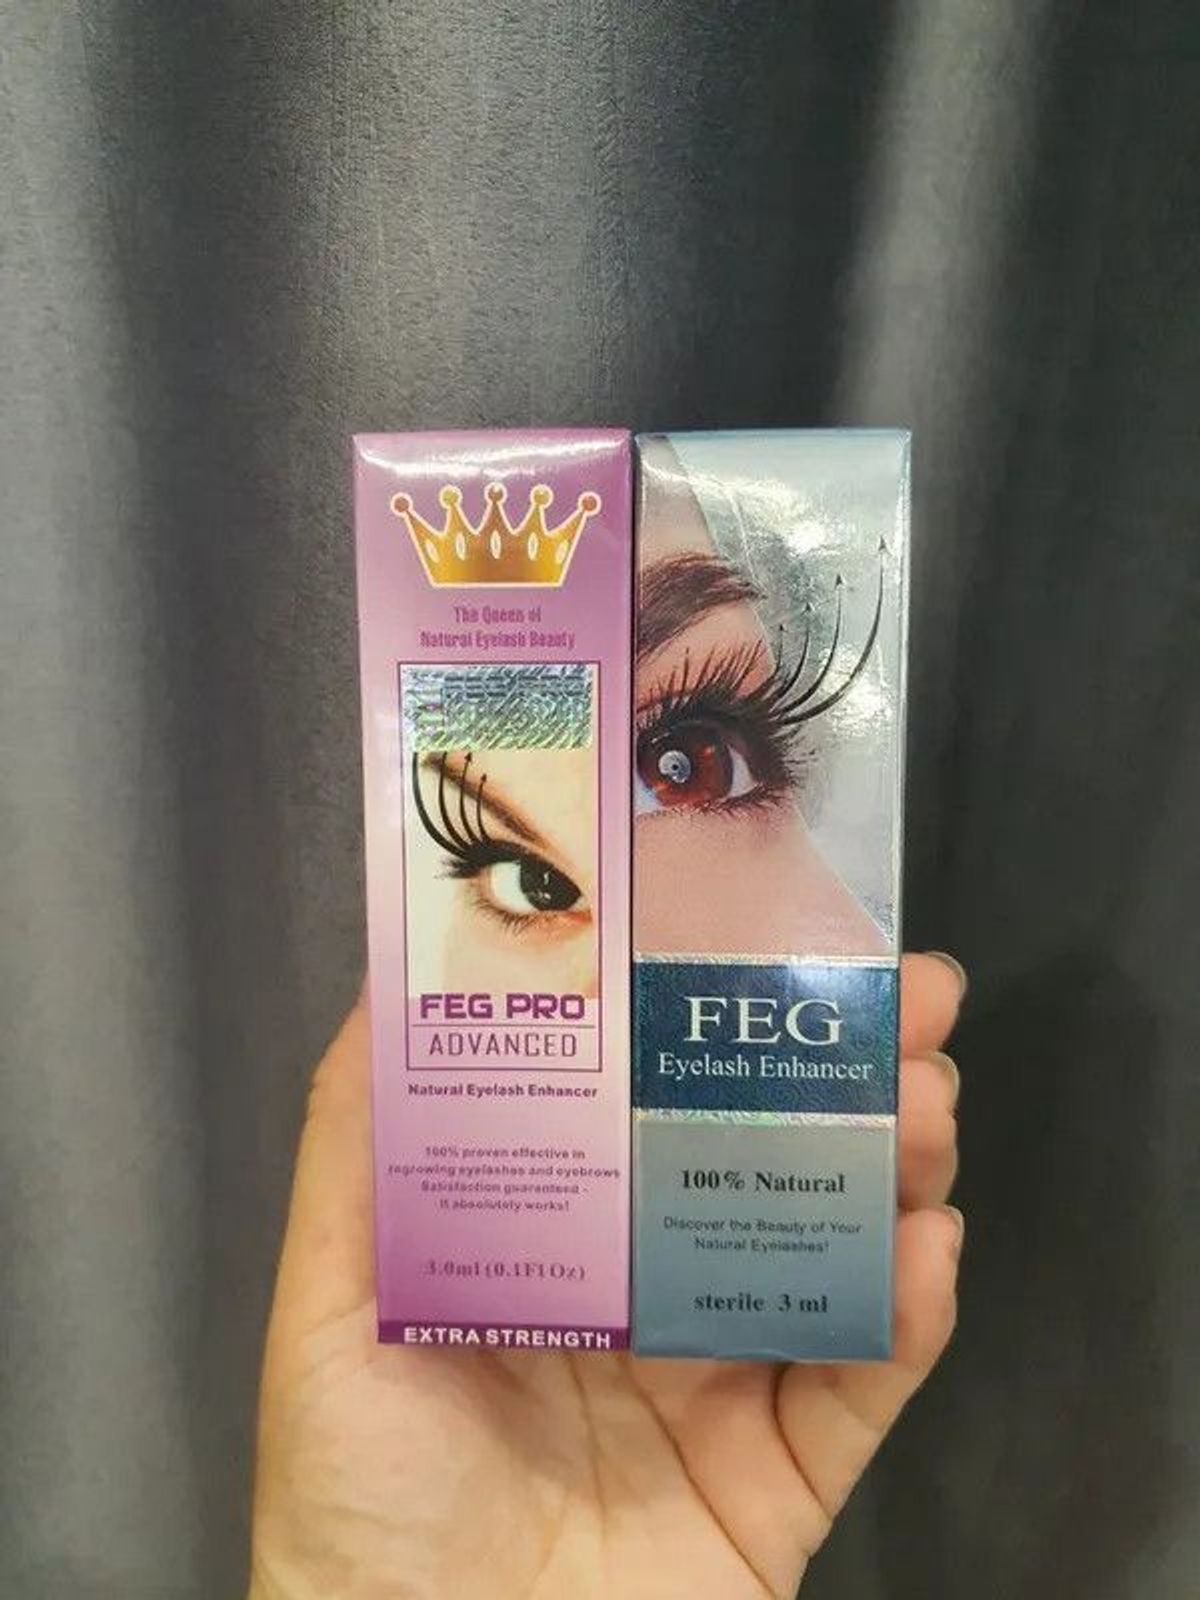 The Queen of
Natural Eyelash Beauty
FEG PRO
ADVANCED
Natural Eyelash Enhancer
100% proven effective in
regrowing eyelashes and eyebrows
Satisfaction guaranteed -
it absolutely works!
3.0ml (0.1Fl Oz)
EXTRA STRENGTH
FEG
Eyelash Enhancer
100% Natural
Discover the Beauty of Your
Natural Eyelashes!
sterile 3 ml